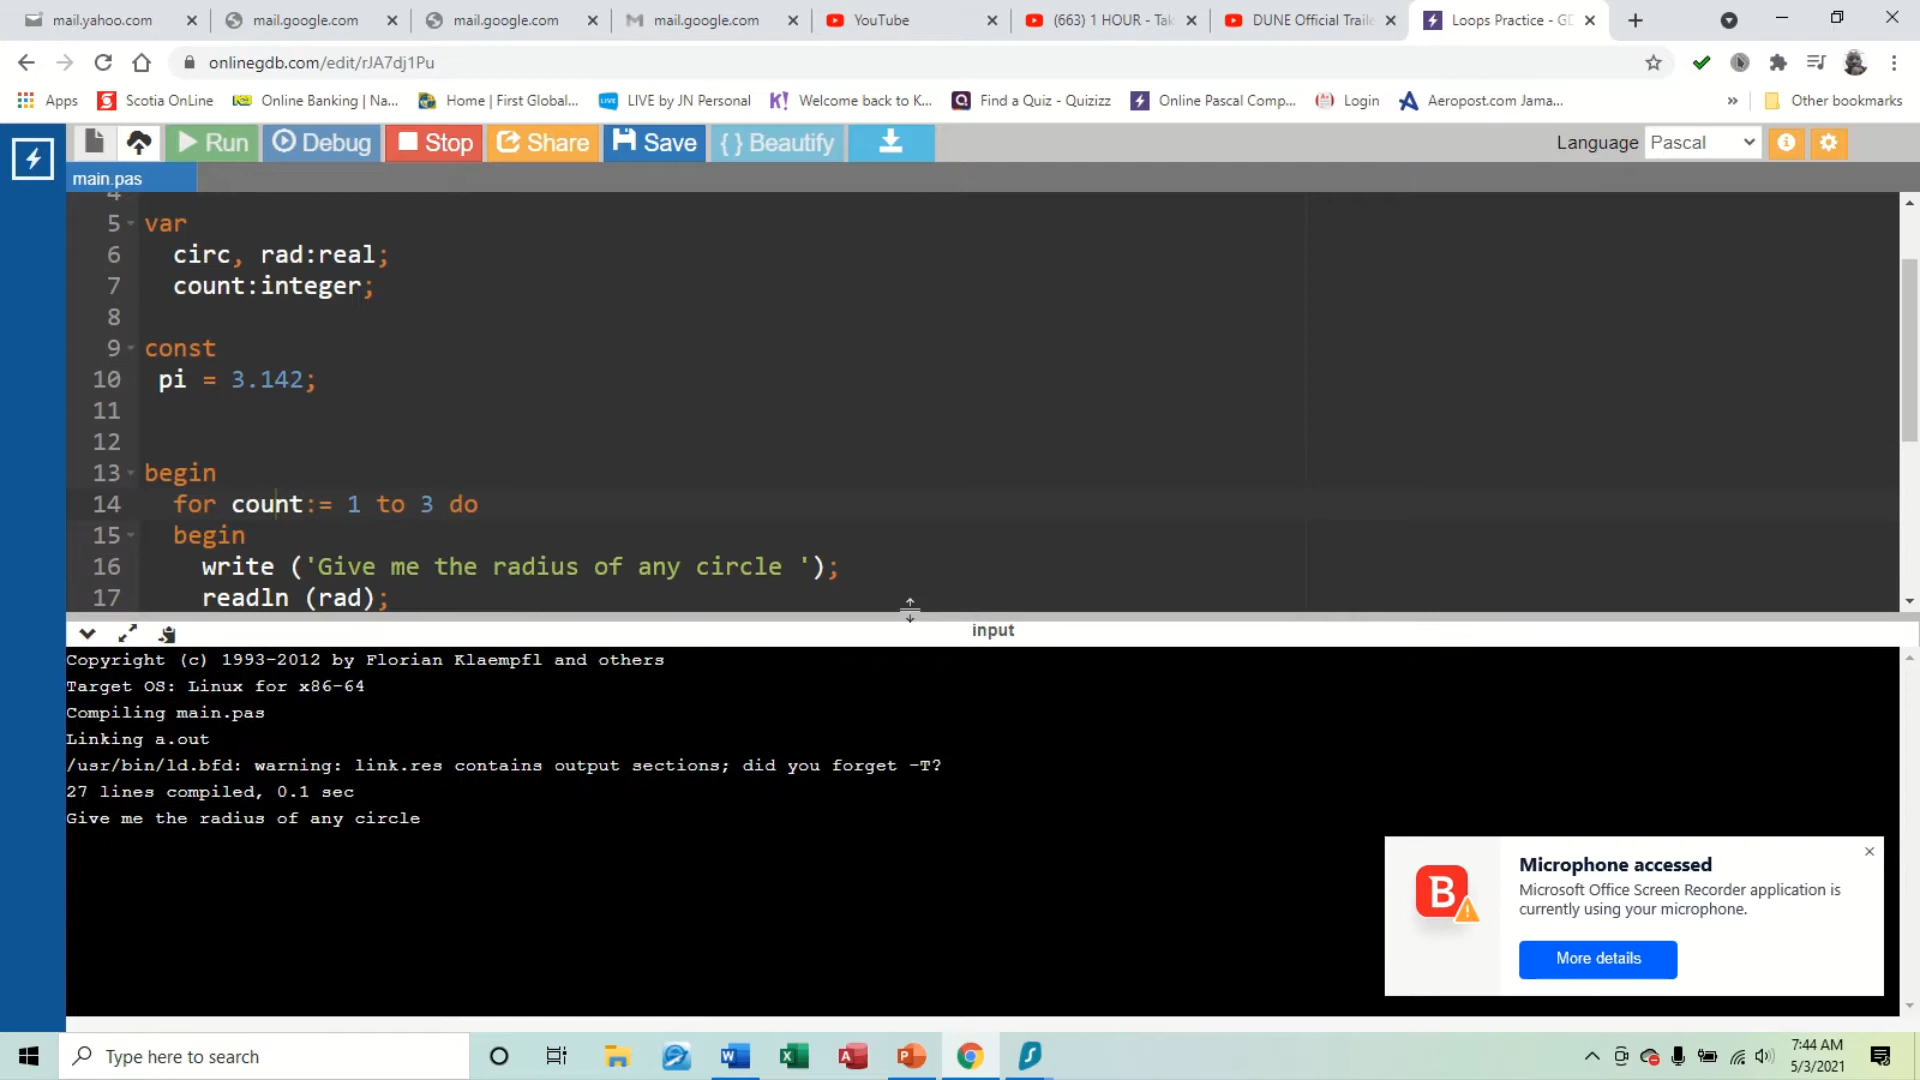 mail.yahoo.com
mail.google.com
mail.google.com
mail.google.com
YouTube
(663) 1 HOUR - Tak
DUNE Official Traile
Loops Practice - GD
onlinegdb.com/edit/rJA7dj1Pu
Apps
Scotia OnLine
Online Banking | Na...
Home | First Global...
LIVE by JN Personal
Welcome back to K...
Find a Quiz - Quizizz
Online Pascal Comp...
Login
Aeropost.com Jama...
»
Other bookmarks
Run
Debug
Stop
Share
Save
{ } Beautify
Language
Pascal
main.pas
4
5 var
6 circ, rad:real;
7 count:integer;
8
9 const
10 pi = 3.142;
11
12
13 begin
14 for count:= 1 to 3 do
15 begin
16 write ('Give me the radius of any circle ');
17 readln (rad);
input
Copyright (c) 1993-2012 by Florian Klaempfl and others
Target OS: Linux for x86-64
Compiling main.pas
Linking a.out
/usr/bin/ld.bfd: warning: link.res contains output sections; did you forget -T?
27 lines compiled, 0.1 sec
Give me the radius of any circle
Microphone accessed
Microsoft Office Screen Recorder application is
currently using your microphone.
More details
Type here to search
7:44 AM
5/3/2021